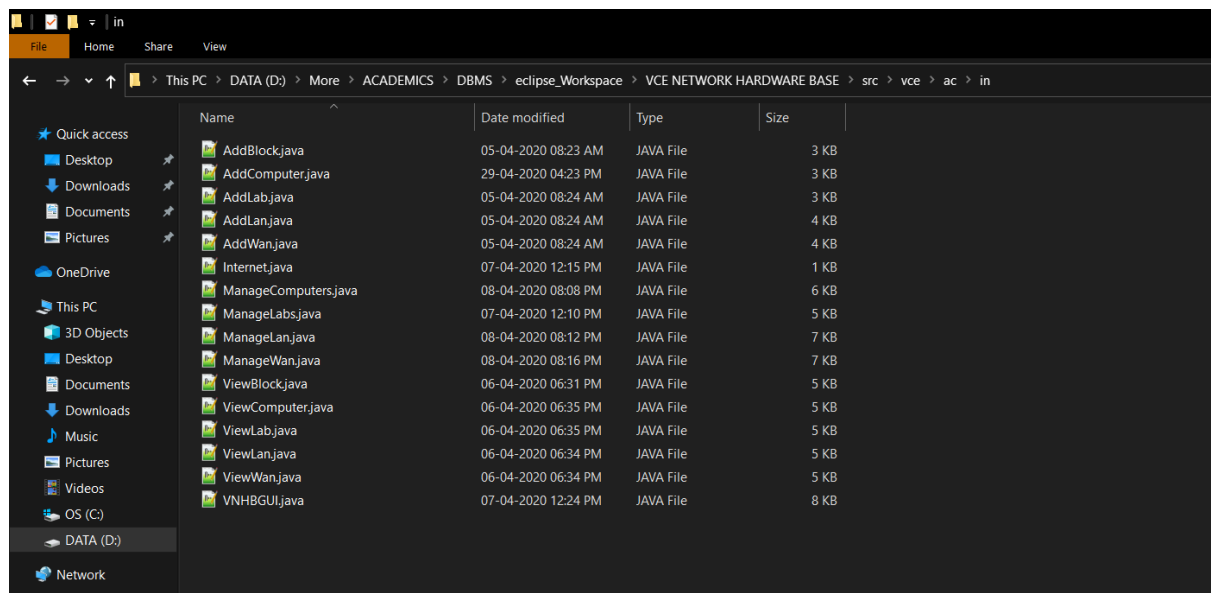 in
File Home Share View
This PC > DATA (D:) > More > ACADEMICS > DBMS > eclipse_Workspace > VCE NETWORK HARDWARE BASE > src > vce > ac > in
Name Date modified Type Size
Quick access
Desktop
Downloads
Documents
Pictures
OneDrive
This PC
3D Objects
Desktop
Documents
Downloads
Music
Pictures
Videos
OS (C:)
DATA (D:)
Network
AddBlock.java 05-04-2020 08:23 AM JAVA File 3 KB
AddComputer.java 29-04-2020 04:23 PM JAVA File 3 KB
AddLab.java 05-04-2020 08:24 AM JAVA File 3 KB
AddLan.java 05-04-2020 08:24 AM JAVA File 4 KB
AddWan.java 05-04-2020 08:24 AM JAVA File 4 KB
Internet.java 07-04-2020 12:15 PM JAVA File 1 KB
ManageComputers.java 08-04-2020 08:08 PM JAVA File 6 KB
ManageLabs.java 07-04-2020 12:10 PM JAVA File 5 KB
ManageLan.java 08-04-2020 08:12 PM JAVA File 7 KB
ManageWan.java 08-04-2020 08:16 PM JAVA File 7 KB
ViewBlock.java 06-04-2020 06:31 PM JAVA File 5 KB
ViewComputer.java 06-04-2020 06:35 PM JAVA File 5 KB
ViewLab.java 06-04-2020 06:35 PM JAVA File 5 KB
ViewLan.java 06-04-2020 06:34 PM JAVA File 5 KB
ViewWan.java 06-04-2020 06:34 PM JAVA File 5 KB
VNHBGUI.java 07-04-2020 12:24 PM JAVA File 8 KB